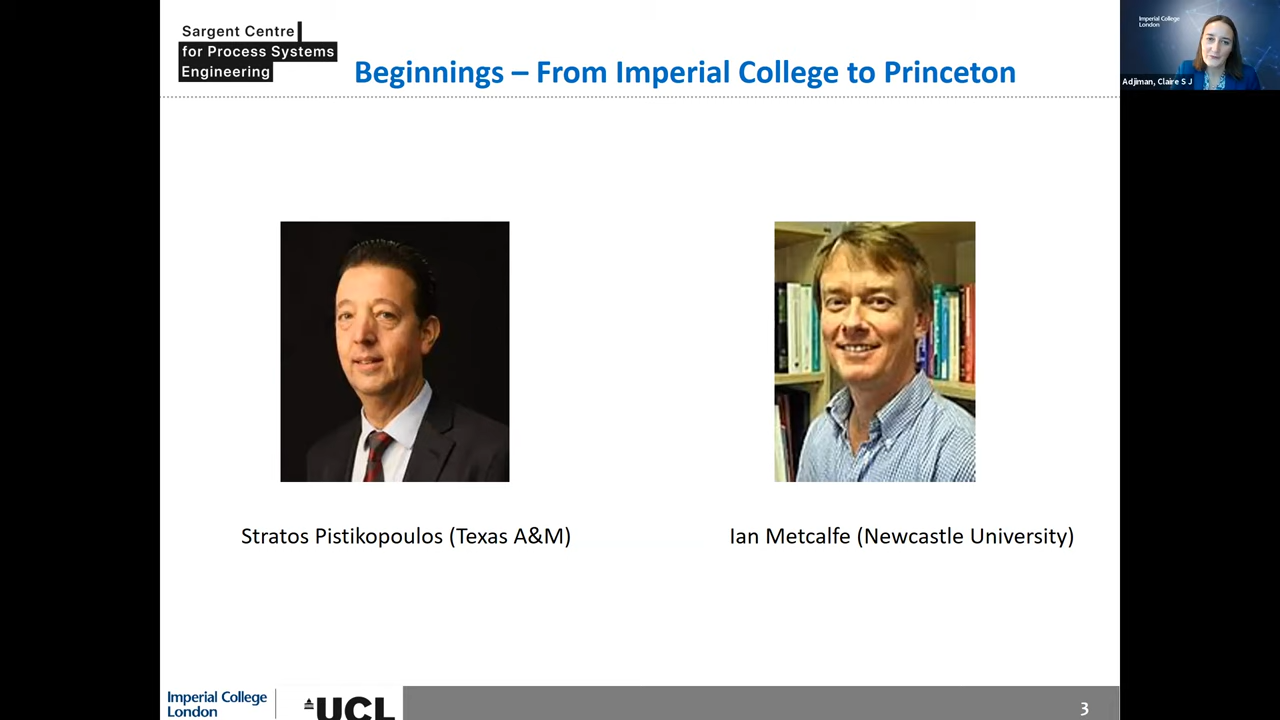 Sargent Centre
for Process Systems
Engineering
Beginnings – From Imperial College to Princeton
Imperial College
London
Adjiman, Claire S J
Stratos Pistikopoulos (Texas A&M)
Ian Metcalfe (Newcastle University)
Imperial College
London
UCL
3